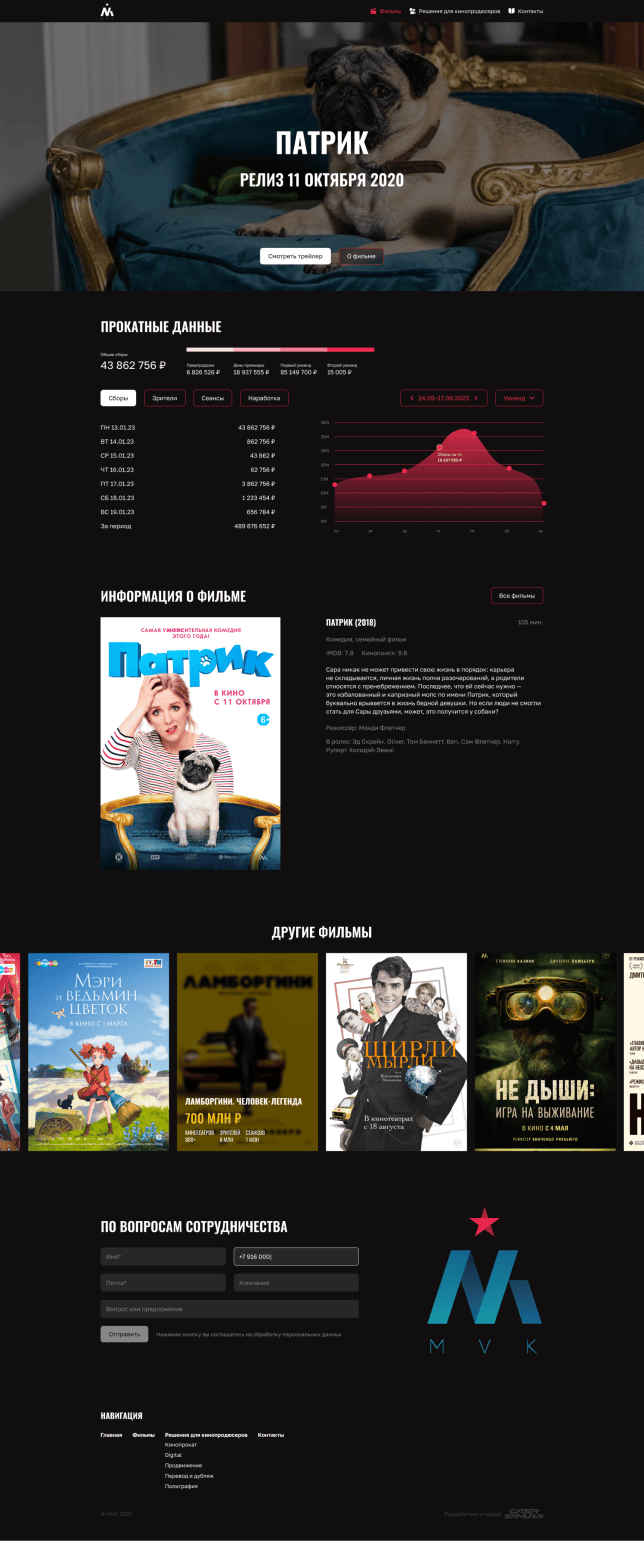 Фильмы
Решения для кинопродюсеров
Контакты
ПАТРИК
РЕЛИЗ 11 ОКТЯБРЯ 2020
Смотреть трейлер
О фильме
ПРОКАТНЫЕ ДАННЫЕ
Общие сборы
43 862 756 ₽
Предпродажи
6 826 526 ₽
День премьеры
18 937 555 ₽
Первый уикенд
85 149 700 ₽
Второй уикенд
15 005 ₽
Сборы
Зрители
Сеансы
Наработка
14.09-17.09.2023
Уикенд
ПН 13.01.23 43 862 756 ₽
ВТ 14.01.23 862 756 ₽
СР 15.01.23 43 862 ₽
ЧТ 16.01.23 62 756 ₽
ПТ 17.01.23 3 862 756 ₽
СБ 18.01.23 1 233 454 ₽
ВС 19.01.23 656 784 ₽
За период 489 876 652 ₽
Сборы за чт:
18 937 555 ₽
ИНФОРМАЦИЯ О ФИЛЬМЕ
Все фильмы
САМАЯ УМОПСИТЕЛЬНАЯ КОМЕДИЯ
ЭТОГО ГОДА!
Патрик
В КИНО
С 11 ОКТЯБРЯ
6+
ПАТРИК (2018)
105 мин.
Комедия, семейный фильм
IMDB: 7.8 Кинопоиск: 9.8
Сара никак не может привести свою жизнь в порядок: карьера
не складывается, личная жизнь полна разочарований, а родители
относятся с пренебрежением. Последнее, что ей сейчас нужно —
это избалованный и капризный мопс по имени Патрик, который
буквально врывается в жизнь бедной девушки. Но если люди не смогли
стать для Сары друзьями, может, это получится у собаки?
Режиссёр: Мэнди Флетчер
В ролях: Эд Скрейн, Oliver, Том Беннетт, Ben, Сэм Флетчер, Harry,
Руперт Холидэй-Эванс
ДРУГИЕ ФИЛЬМЫ
МЭРИ
И ВЕДЬМИН
ЦВЕТОК
В КИНО С 1 МАРТА
ЛАМБОРГИНИ
ЛАМБОРГИНИ. ЧЕЛОВЕК-ЛЕГЕНДА
700 МЛН ₽
КИНОТЕАТРОВ
800+
ЗРИТЕЛЕЙ
6 МЛН
СЕАНСОВ
1 МЛН
ШИРЛИ
МЫРЛИ
В кинотеатрах
с 18 августа
НЕ ДЫШИ:
ИГРА НА ВЫЖИВАНИЕ
В КИНО С 4 МАЯ
РЕЖИССЕР ВИНЧЕНЦО РИККЬЮТО
ПО ВОПРОСАМ СОТРУДНИЧЕСТВА
Имя*
+7 916 000|
Почта*
Компания
Вопрос или предложение
Отправить
Нажимая кнопку вы соглашаетесь на обработку персональных данных
M V K
НАВИГАЦИЯ
Главная
Фильмы
Решения для кинопродюсеров
Контакты
Кинопрокат
Digital
Продвижение
Перевод и дубляж
Полиграфия
© MVK 2023
Разработано студией
CYBER
SAMURAI